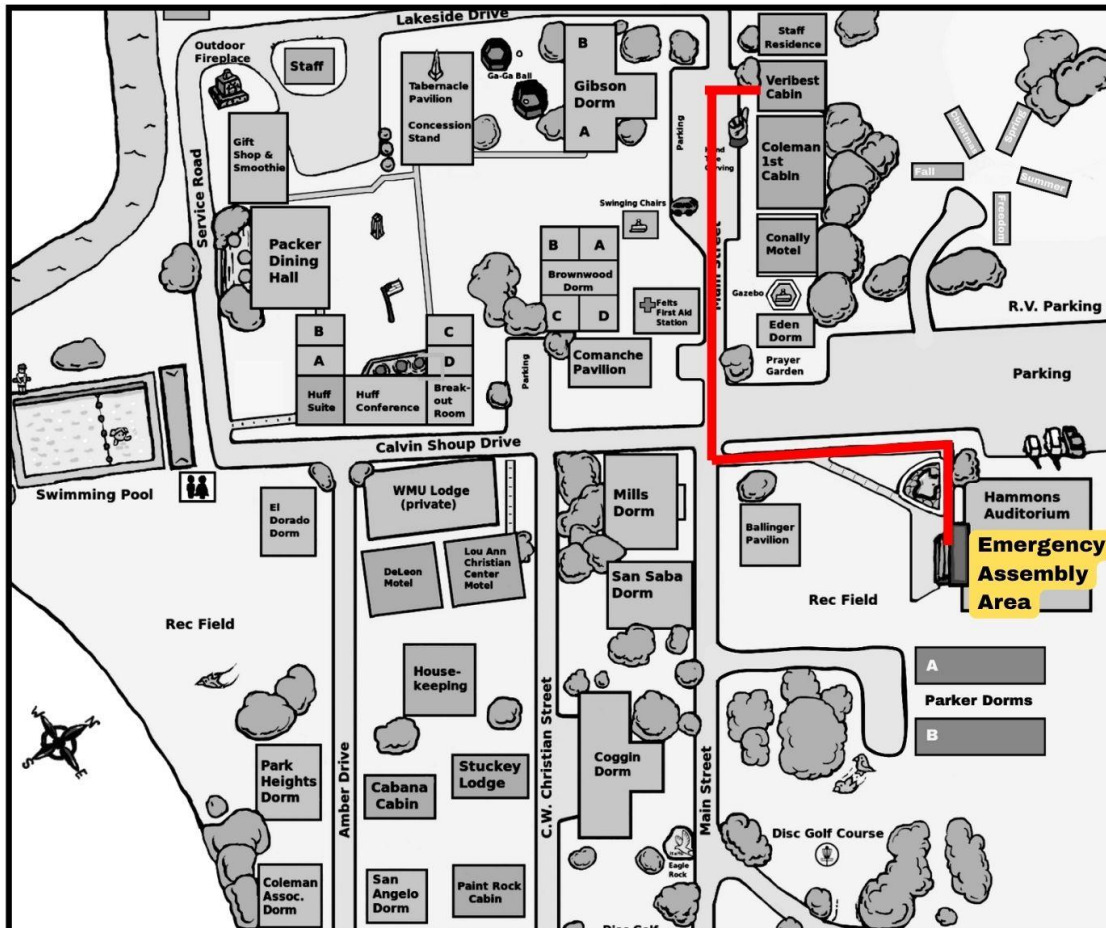 Lakeside Drive
Outdoor
Fireplace
Staff
Ga-Ga Ball
Tabernacle
Pavilion
Concession
Stand
B
Gibson
Dorm
A
Parking
Staff
Residence
Veribest
Cabin
Coleman
1st
Cabin
Christmas
Spring
Fall
Summer
Freedom
Gift
Shop &
Smoothie
Service Road
Packer
Dining
Hall
Swinging Chairs
B
A
Brownwood
Dorm
C
D
Felts
First Aid
Station
Main Street
Conally
Motel
Gazebo
Eden
Dorm
Prayer
Garden
R.V. Parking
Parking
B
A
Huff
Suite
Huff
Conference
C
D
Break-
out
Room
Parking
Comanche
Pavilion
Calvin Shoup Drive
Swimming Pool
El
Dorado
Dorm
WMU Lodge
(private)
DeLeon
Motel
Lou Ann
Christian
Center
Motel
Mills
Dorm
San Saba
Dorm
Ballinger
Pavilion
Hammons
Auditorium
Emergency
Assembly
Area
Rec Field
Rec Field
House-
keeping
A
Parker Dorms
B
W
N
S
E
Park
Heights
Dorm
Amber Drive
Cabana
Cabin
Stuckey
Lodge
C.W. Christian Street
Coggin
Dorm
Main Street
Disc Golf Course
Eagle
Rock
Coleman
Assoc.
Dorm
San
Angelo
Dorm
Paint Rock
Cabin
Disc Golf